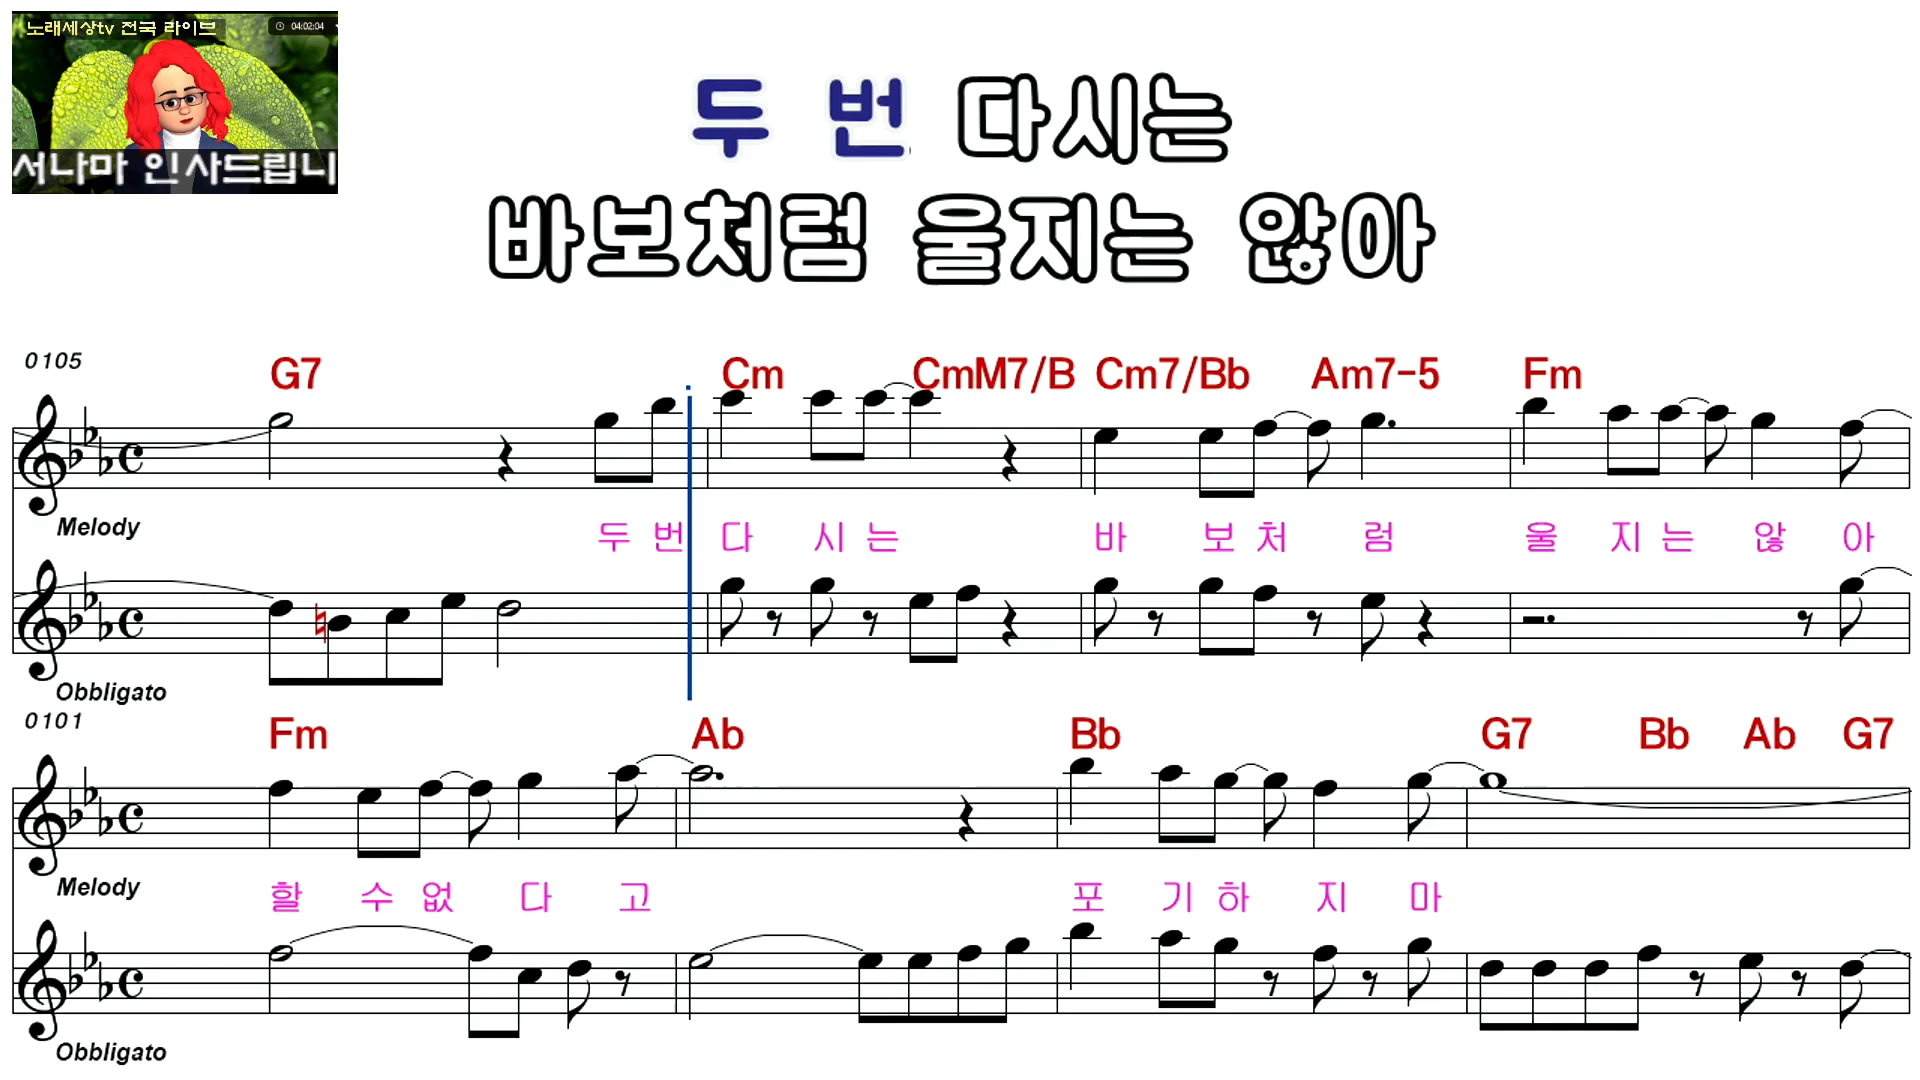 노래세상tv 전국 라이브
04:02:04
서나마 인사드립니
두 번 다시는
바보처럼 울지는 않아
0105
G7 Cm CmM7/B Cm7/Bb Am7-5 Fm
Melody
두 번 다 시 는 바 보 처 럼 울 지 는 않 아
Obbligato
0101
Fm Ab Bb G7 Bb Ab G7
Melody
할 수 없 다 고 포 기 하 지 마
Obbligato